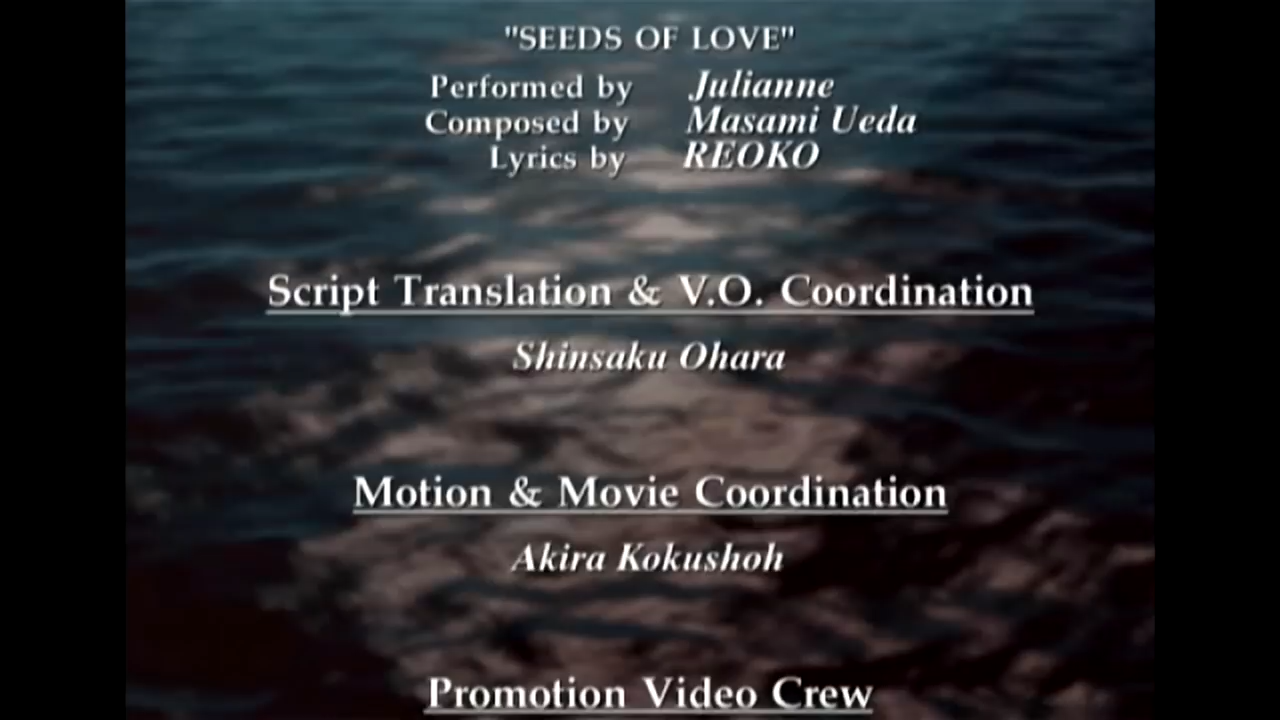 "SEEDS OF LOVE"
Performed by Julianne
Composed by Masami Ueda
Lyrics by REOKO
Script Translation & V.O. Coordination
Shinsaku Ohara
Motion & Movie Coordination
Akira Kokushoh
Promotion Video Crew